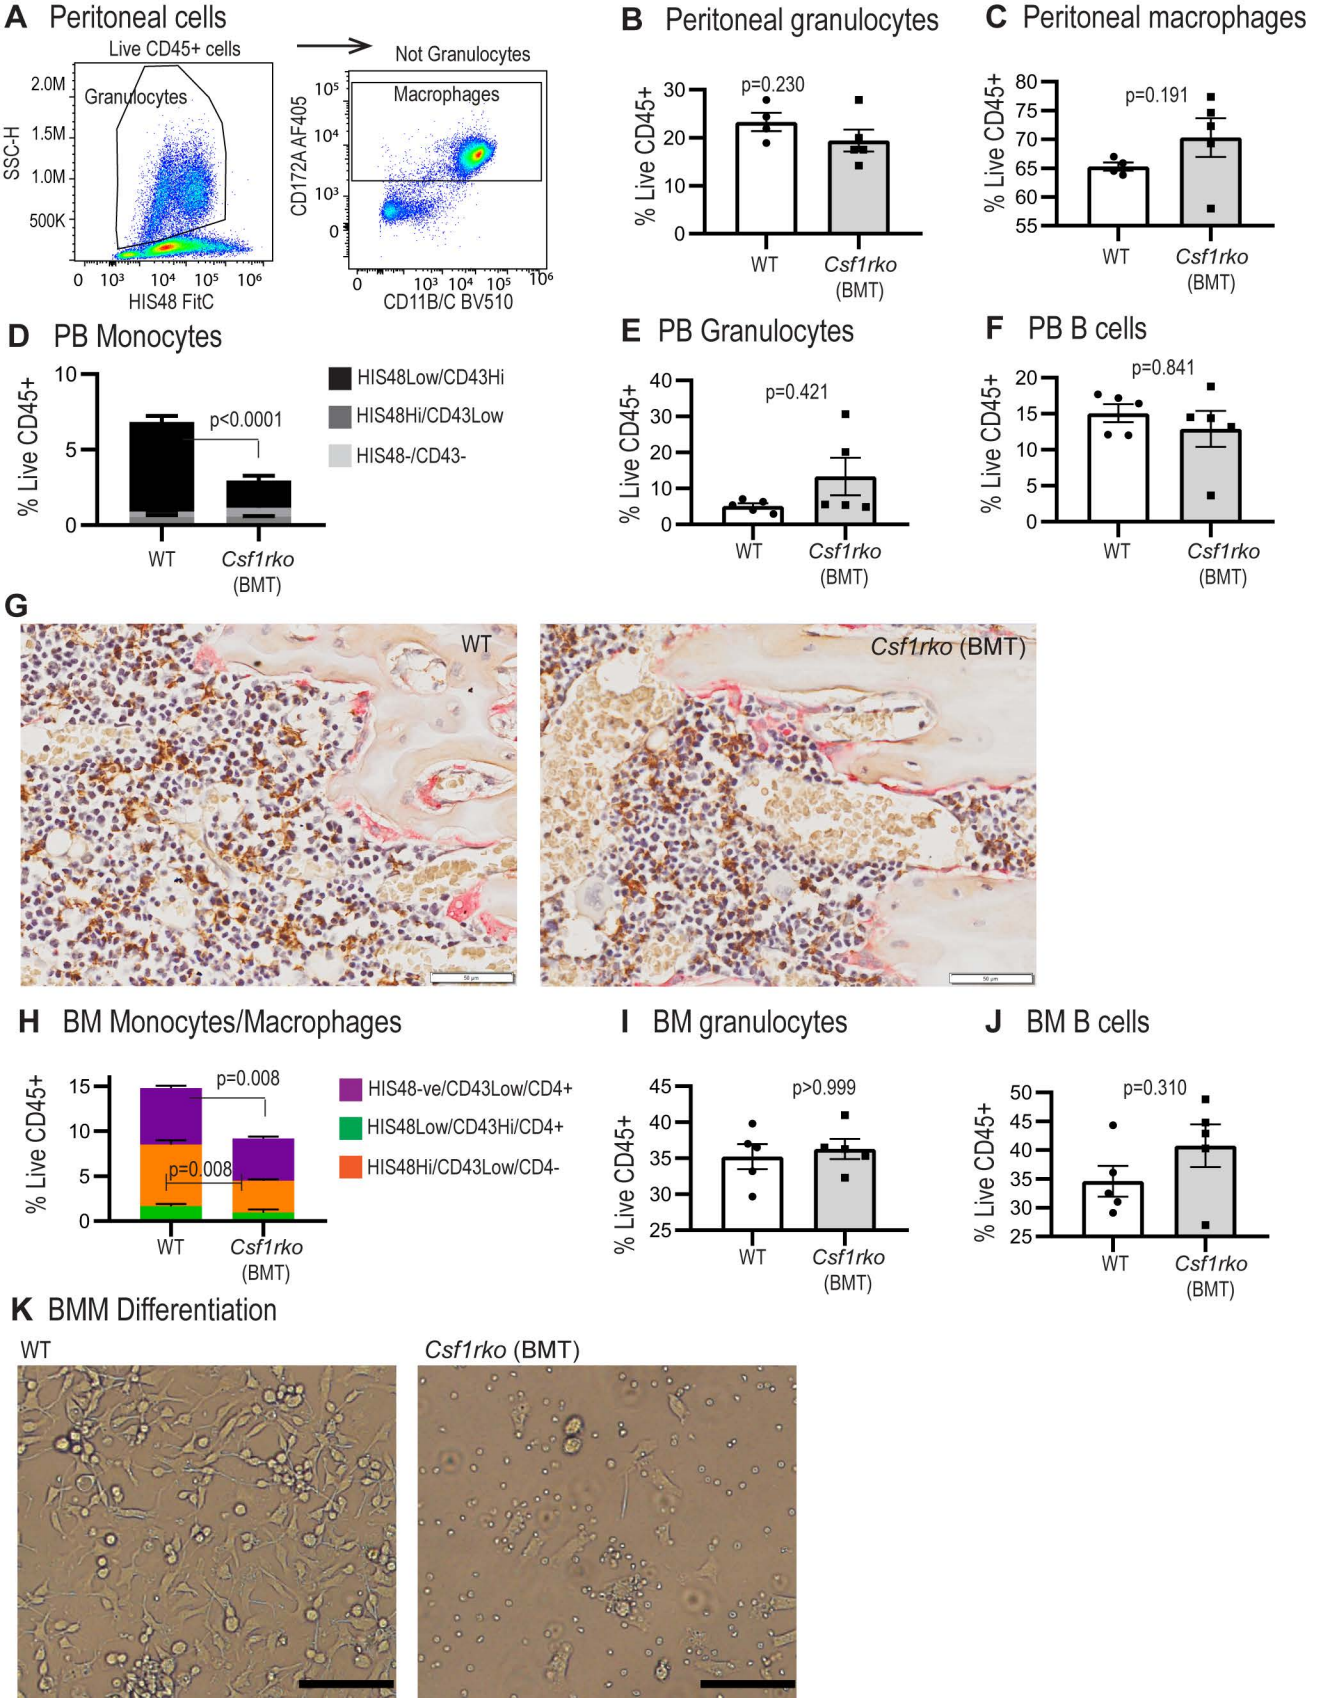 A Peritoneal cells
Live CD45+ cells
Not Granulocytes
Granulocytes
SSC-H
2.0M
1.5M
1.0M
500K
0
0 10³ 10⁴ 10⁵ 10⁶
HIS48 FitC
Macrophages
CD172A AF405
10⁵
10⁴
10³
0
0 10³ 10⁴ 10⁵ 10⁶
CD11B/C BV510
B Peritoneal granulocytes
% Live CD45+
30
20
10
0
p=0.230
WT
Csf1rko
(BMT)
C Peritoneal macrophages
% Live CD45+
80
75
70
65
60
55
p=0.191
WT
Csf1rko
(BMT)
D PB Monocytes
% Live CD45+
10
5
0
p<0.0001
WT
Csf1rko
(BMT)
HIS48Low/CD43Hi
HIS48Hi/CD43Low
HIS48-/CD43-
E PB Granulocytes
% Live CD45+
40
30
20
10
0
p=0.421
WT
Csf1rko
(BMT)
F PB B cells
% Live CD45+
20
15
10
5
0
p=0.841
WT
Csf1rko
(BMT)
G
WT
50 µm
Csf1rko (BMT)
50 µm
H BM Monocytes/Macrophages
% Live CD45+
15
10
5
0
p=0.008
p=0.008
WT
Csf1rko
(BMT)
HIS48-ve/CD43Low/CD4+
HIS48Low/CD43Hi/CD4+
HIS48Hi/CD43Low/CD4-
I BM granulocytes
% Live CD45+
45
40
35
30
25
p>0.999
WT
Csf1rko
(BMT)
J BM B cells
% Live CD45+
50
45
40
35
30
25
p=0.310
WT
Csf1rko
(BMT)
K BMM Differentiation
WT
Csf1rko (BMT)